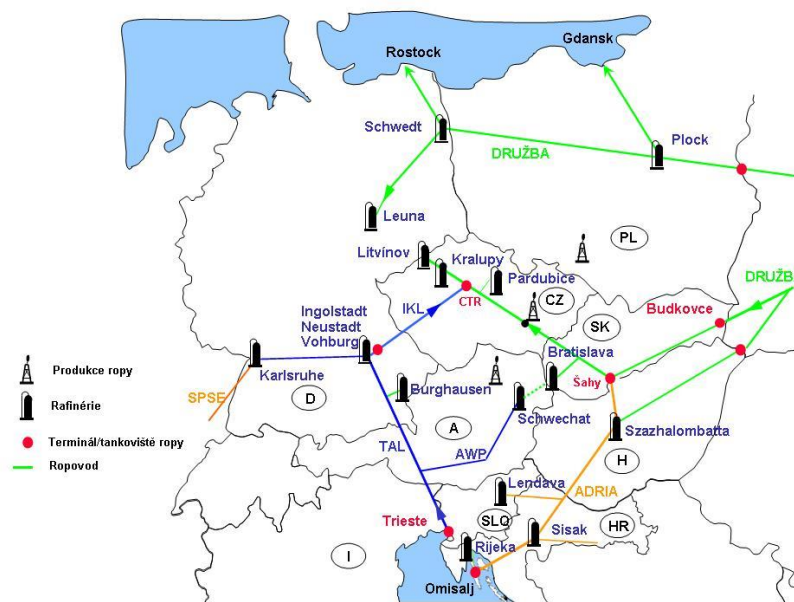 Gdansk
Rostock
Schwedt
DRUŽBA
Plock
Leuna
PL
Litvínov
Kralupy
Pardubice
CZ
DRUŽB
Ingolstadt
Neustadt
Vohburg
IKL
CTR
SK
Budkovce
Bratislava
Produkce ropy
Karlsruhe
Šahy
SPSE
D
Burghausen
Rafinérie
Schwechat
A
Szazhalombatta
Terminál/tankoviště ropy
TAL
AWP
H
Ropovod
Lendava
ADRIA
Trieste
SLO
Sisak
HR
I
Rijeka
Omisalj